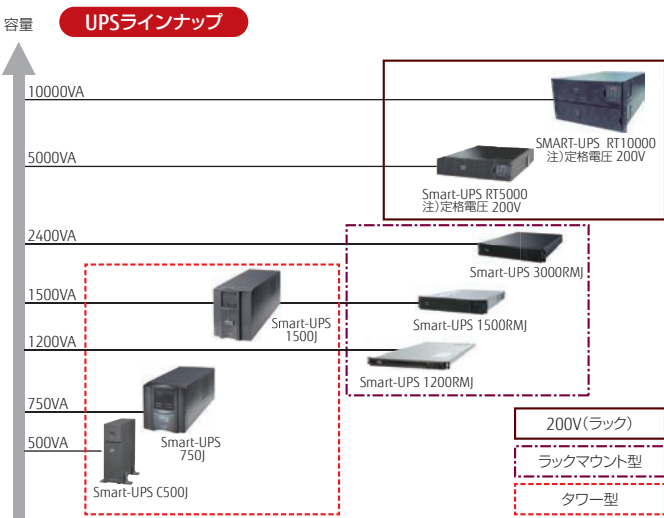 容量
UPSラインナップ
10000VA
SMART-UPS RT10000
注)定格電圧 200V
5000VA
Smart-UPS RT5000
注)定格電圧 200V
2400VA
Smart-UPS 3000RMJ
1500VA
Smart-UPS
1500J
Smart-UPS 1500RMJ
1200VA
Smart-UPS 1200RMJ
750VA
Smart-UPS
750J
500VA
Smart-UPS C500J
200V(ラック)
ラックマウント型
タワー型